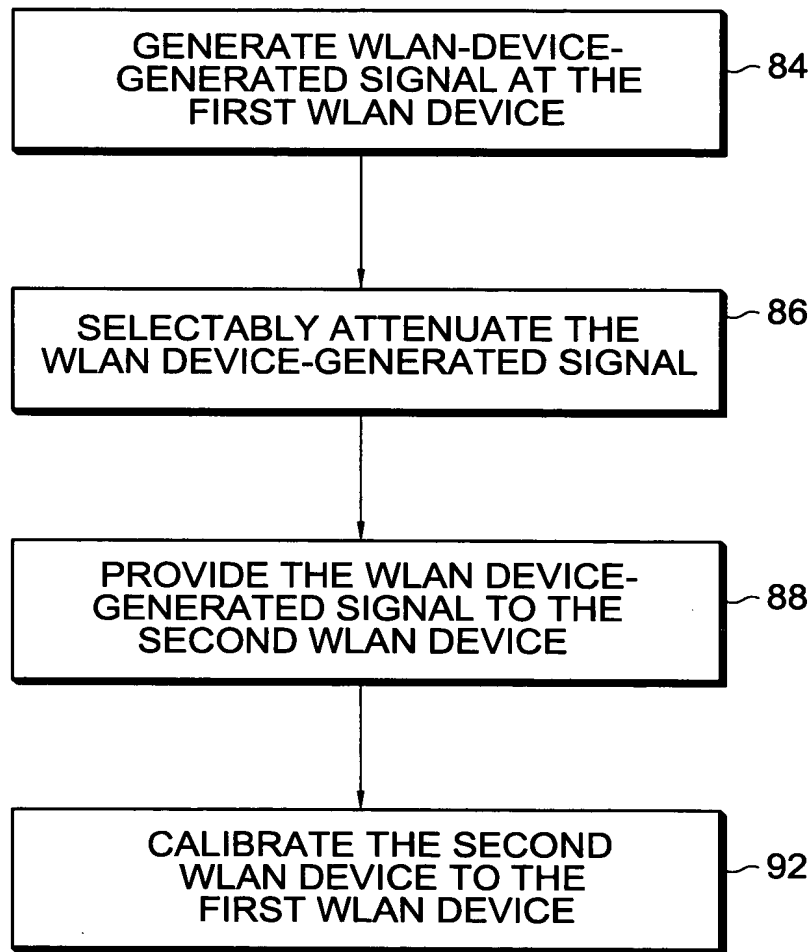 GENERATE WLAN-DEVICE-
GENERATED SIGNAL AT THE
FIRST WLAN DEVICE
84
SELECTABLY ATTENUATE THE
WLAN DEVICE-GENERATED SIGNAL
86
PROVIDE THE WLAN DEVICE-
GENERATED SIGNAL TO THE
SECOND WLAN DEVICE
88
CALIBRATE THE SECOND
WLAN DEVICE TO THE
FIRST WLAN DEVICE
92